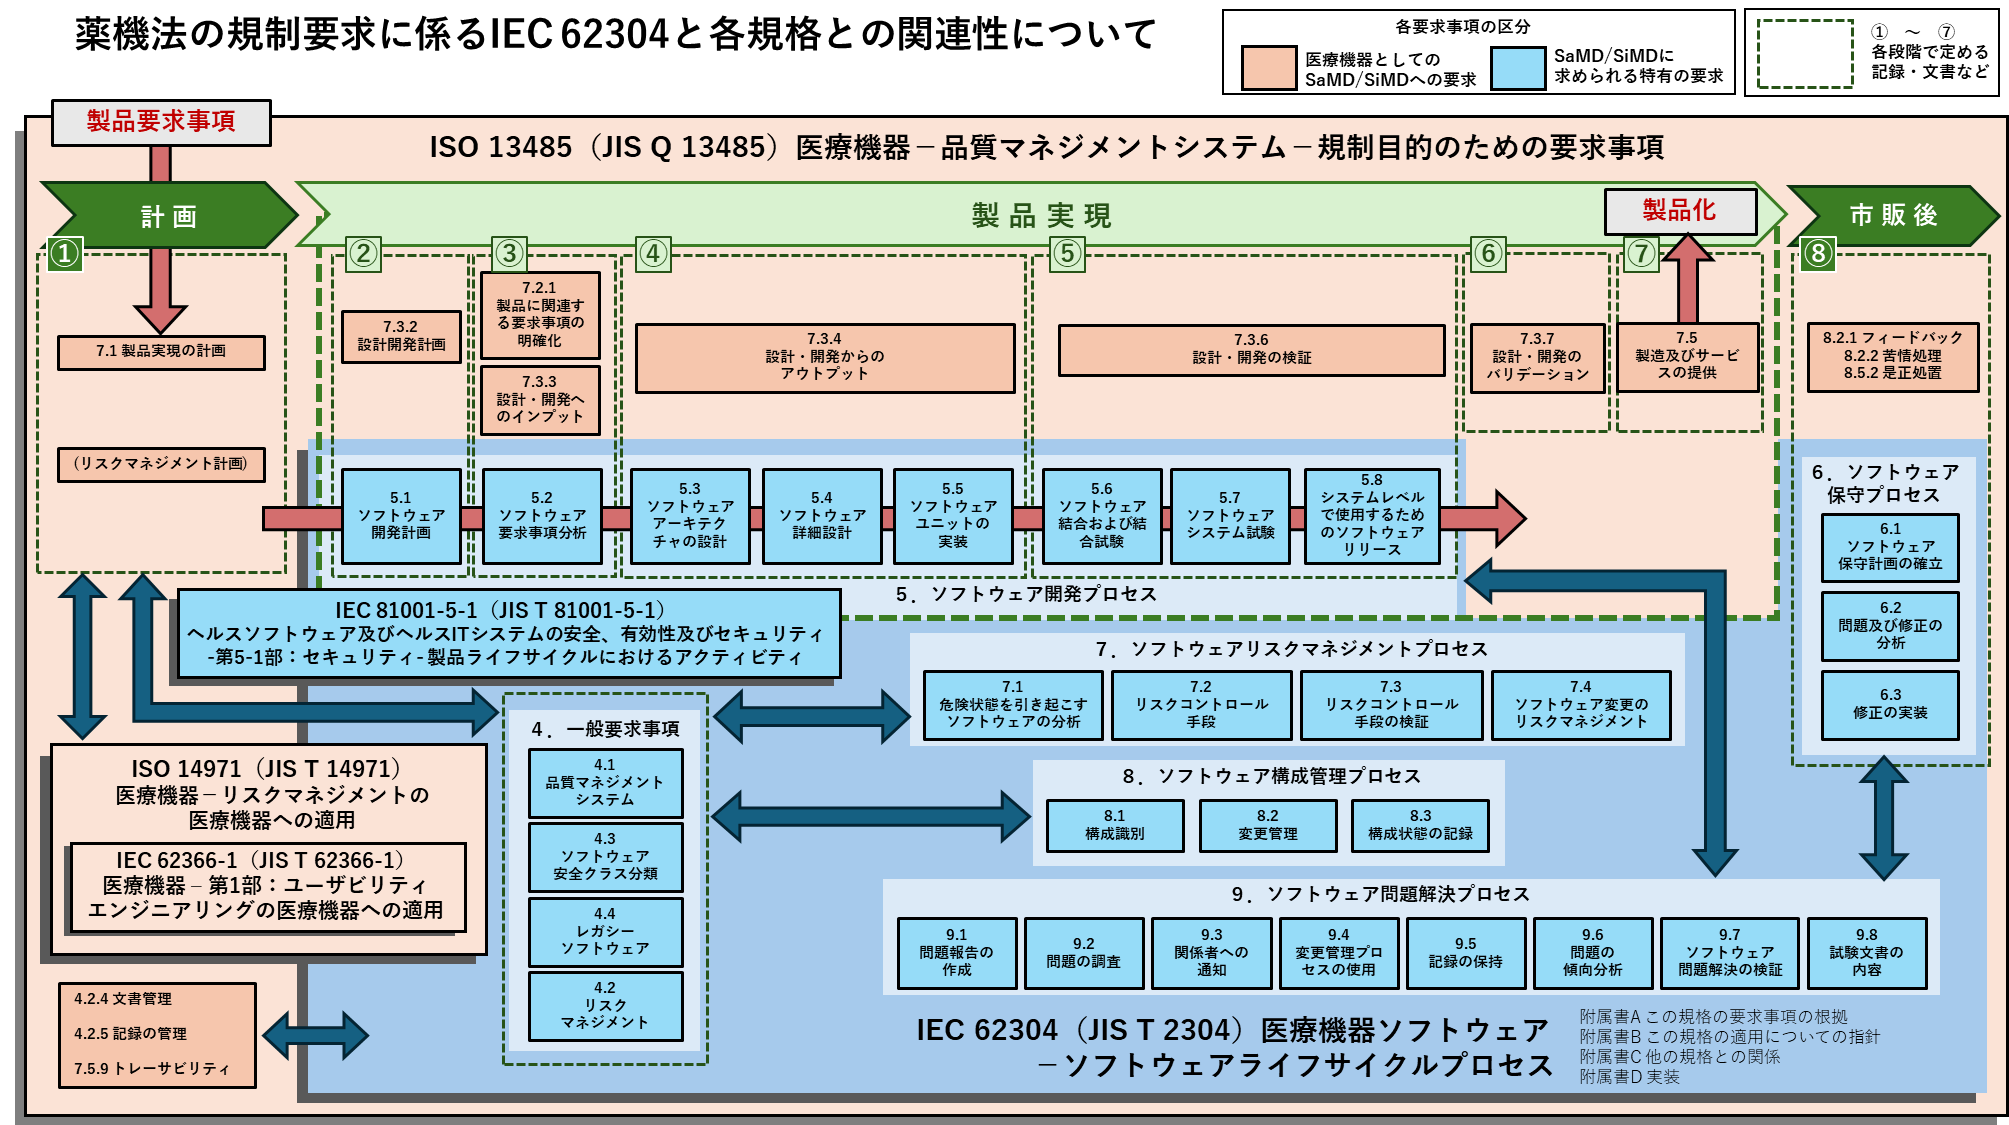 薬機法の規制要求に係るIEC 62304と各規格との関連性について
各要求事項の区分
医療機器としての
SaMD/SiMDへの要求
SaMD/SiMDに
求められる特有の要求
① ～ ⑦
各段階で定める
記録・文書など
製品要求事項
ISO 13485（JIS Q 13485）医療機器－品質マネジメントシステム－規制目的のための要求事項
計画
製品実現
製品化
市販後
①
②
③
④
⑤
⑥
⑦
⑧
7.1 製品実現の計画
(リスクマネジメント計画)
7.3.2
設計開発計画
7.2.1
製品に関連す
る要求事項の
明確化
7.3.3
設計・開発へ
のインプット
7.3.4
設計・開発からの
アウトプット
7.3.6
設計・開発の検証
7.3.7
設計・開発の
バリデーション
7.5
製造及びサービ
スの提供
8.2.1 フィードバック
8.2.2 苦情処理
8.5.2 是正処置
5.1
ソフトウェア
開発計画
5.2
ソフトウェア
要求事項分析
5.3
ソフトウェア
アーキテク
チャの設計
5.4
ソフトウェア
詳細設計
5.5
ソフトウェア
ユニットの
実装
5.6
ソフトウェア
結合および結
合試験
5.7
ソフトウェア
システム試験
5.8
システムレベル
で使用するため
のソフトウェア
リリース
5．ソフトウェア開発プロセス
6．ソフトウェア
保守プロセス
6.1
ソフトウェア
保守計画の確立
6.2
問題及び修正の
分析
6.3
修正の実装
IEC 81001-5-1（JIS T 81001-5-1）
ヘルスソフトウェア及びヘルスITシステムの安全、有効性及びセキュリティ
-第5-1部：セキュリティ- 製品ライフサイクルにおけるアクティビティ
7．ソフトウェアリスクマネジメントプロセス
7.1
危険状態を引き起こす
ソフトウェアの分析
7.2
リスクコントロール
手段
7.3
リスクコントロール
手段の検証
7.4
ソフトウェア変更の
リスクマネジメント
4．一般要求事項
4.1
品質マネジメント
システム
4.3
ソフトウェア
安全クラス分類
4.4
レガシー
ソフトウェア
4.2
リスク
マネジメント
8．ソフトウェア構成管理プロセス
8.1
構成識別
8.2
変更管理
8.3
構成状態の記録
ISO 14971（JIS T 14971）
医療機器－リスクマネジメントの
医療機器への適用
IEC 62366-1（JIS T 62366-1）
医療機器 – 第1部：ユーザビリティ
エンジニアリングの医療機器への適用
9．ソフトウェア問題解決プロセス
9.1
問題報告の
作成
9.2
問題の調査
9.3
関係者への
通知
9.4
変更管理プロ
セスの使用
9.5
記録の保持
9.6
問題の
傾向分析
9.7
ソフトウェア
問題解決の検証
9.8
試験文書の
内容
4.2.4 文書管理
4.2.5 記録の管理
7.5.9 トレーサビリティ
IEC 62304（JIS T 2304）医療機器ソフトウェア
－ソフトウェアライフサイクルプロセス
附属書A この規格の要求事項の根拠
附属書B この規格の適用についての指針
附属書C 他の規格との関係
附属書D 実装